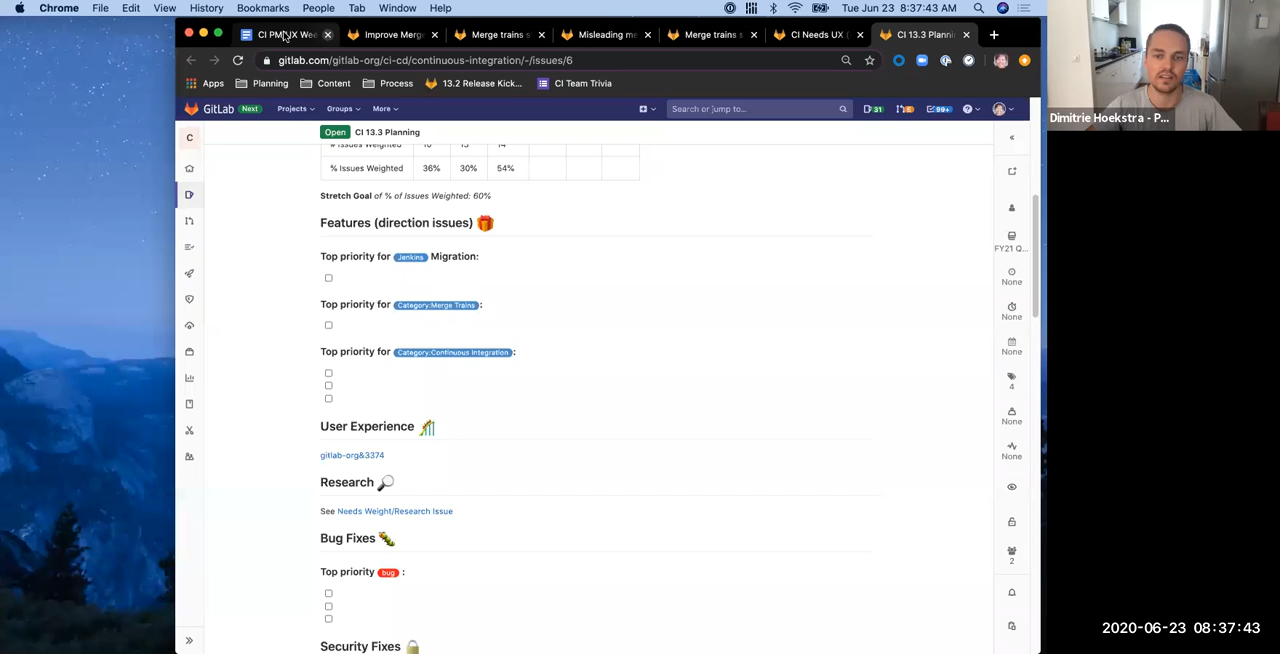 Chrome File Edit View History Bookmarks People Tab Window Help
Tue Jun 23 8:37:43 AM
CI PM/UX Wee
Improve Merge
Merge trains s
Misleading me
Merge trains s
CI Needs UX (
CI 13.3 Plannin
gitlab.com/gitlab-org/ci-cd/continuous-integration/-/issues/6
Apps Planning Content Process 13.2 Release Kick... CI Team Trivia
GitLab Next Projects Groups More Search or jump to... 31 6 99+
C
Open CI 13.3 Planning
% Issues Weighted 36% 30% 54%
Stretch Goal of % of Issues Weighted: 60%
Features (direction issues) 🎁
Top priority for Jenkins Migration:
Top priority for Category:Merge Trains :
Top priority for Category:Continuous Integration :
User Experience
gitlab-org&3374
Research 🔎
See Needs Weight/Research Issue
Bug Fixes 🐛
Top priority bug :
Security Fixes 🔒
FY21 Q...
None
None
None
4
None
None
2
Dimitrie Hoekstra - P...
2020-06-23 08:37:43